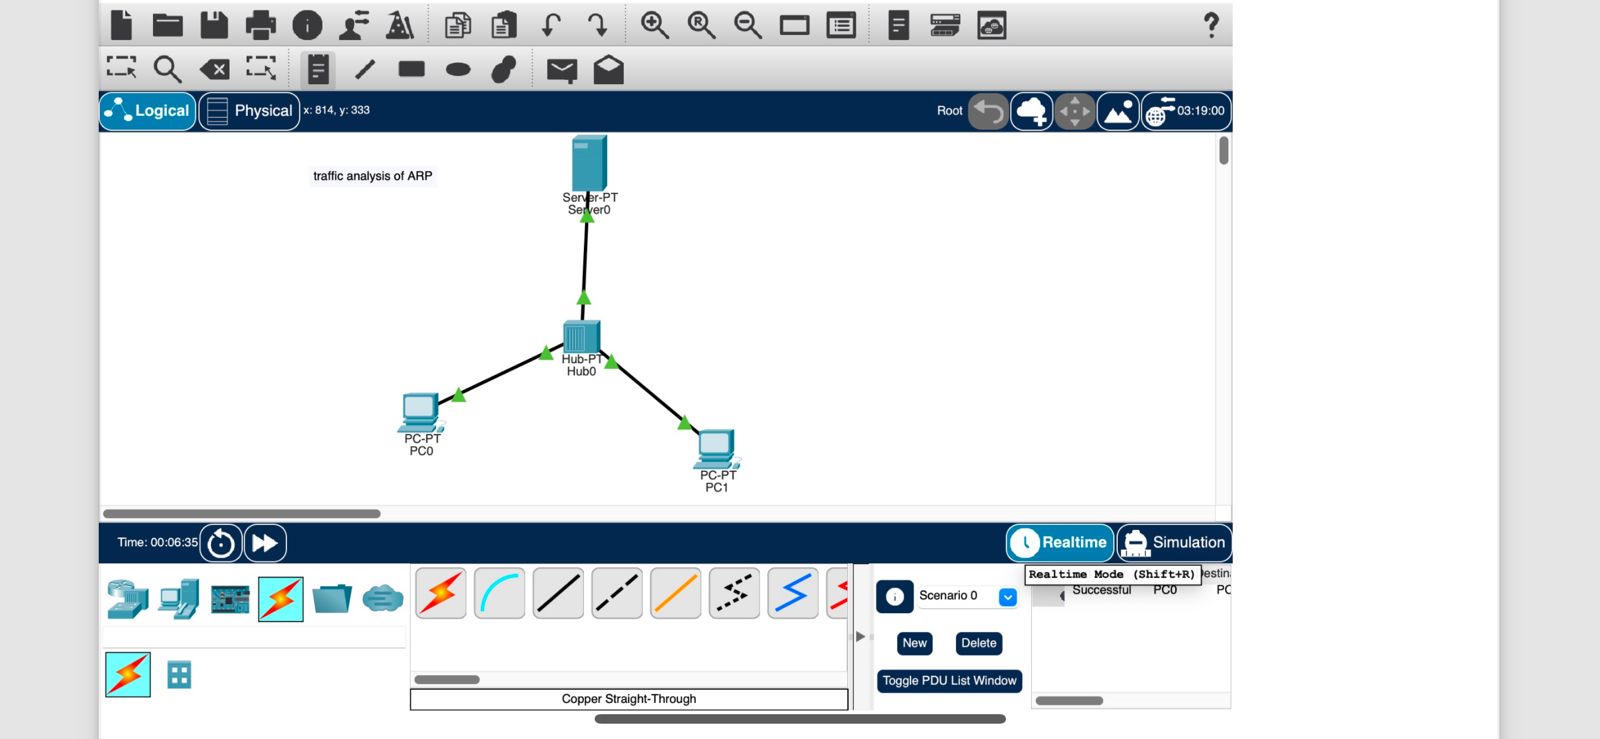 Logical
Physical
x: 814, y: 333
Root
03:19:00
traffic analysis of ARP
Server-PT
Server0
Hub-PT
Hub0
PC-PT
PC0
PC-PT
PC1
Time: 00:06:35
Realtime
Simulation
Realtime Mode (Shift+R)
Destin
Scenario 0
Successful PC0 PC
New
Delete
Toggle PDU List Window
Copper Straight-Through